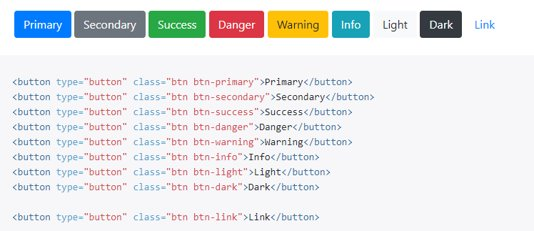 Primary Secondary Success Danger Warning Info Light Dark Link
<button type="button" class="btn btn-primary">Primary</button>
<button type="button" class="btn btn-secondary">Secondary</button>
<button type="button" class="btn btn-success">Success</button>
<button type="button" class="btn btn-danger">Danger</button>
<button type="button" class="btn btn-warning">Warning</button>
<button type="button" class="btn btn-info">Info</button>
<button type="button" class="btn btn-light">Light</button>
<button type="button" class="btn btn-dark">Dark</button>
<button type="button" class="btn btn-link">Link</button>